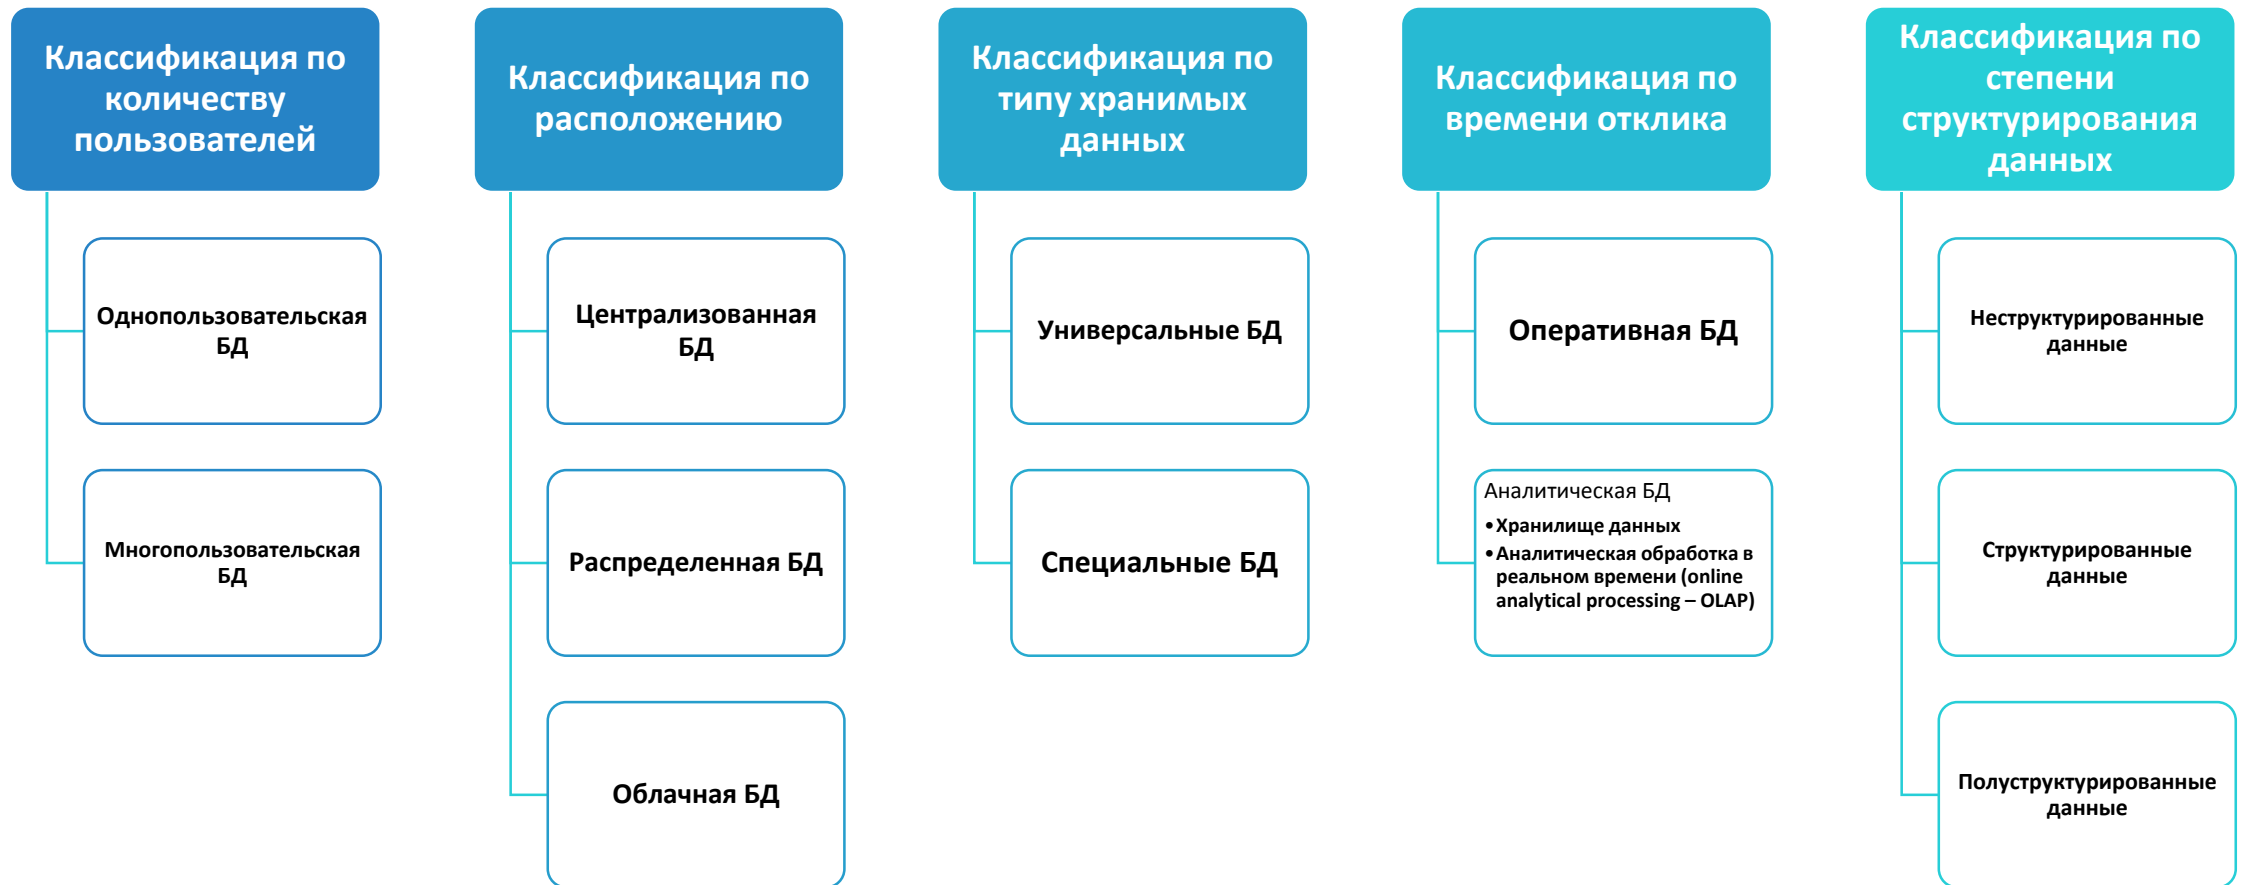 Классификация по
количеству
пользователей
Однопользовательская
БД
Многопользовательская
БД
Классификация по
расположению
Централизованная
БД
Распределенная БД
Облачная БД
Классификация по
типу хранимых
данных
Универсальные БД
Специальные БД
Классификация по
времени отклика
Оперативная БД
Аналитическая БД
•Хранилище данных
•Аналитическая обработка в
реальном времени (online
analytical processing – OLAP)
Классификация по
степени
структурирования
данных
Неструктурированные
данные
Структурированные
данные
Полуструктурированные
данные